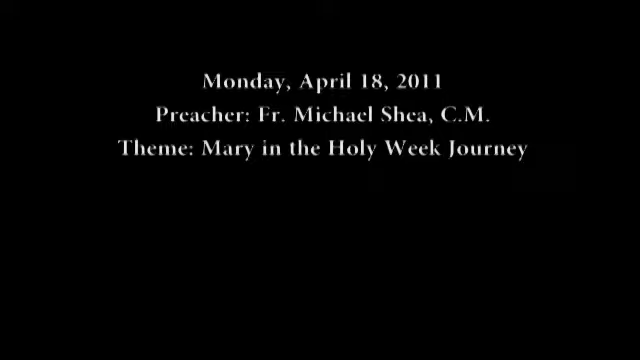 Monday, April 18, 2011
Preacher: Fr. Michael Shea, C.M.
Theme: Mary in the Holy Week Journey